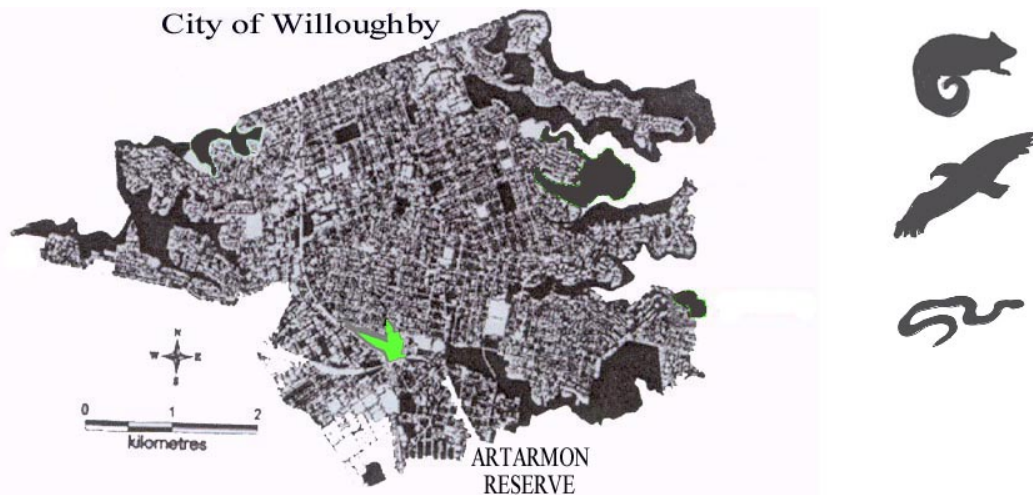 City of Willoughby
N
W E
S
0 1 2
kilometres
ARTARMON
RESERVE